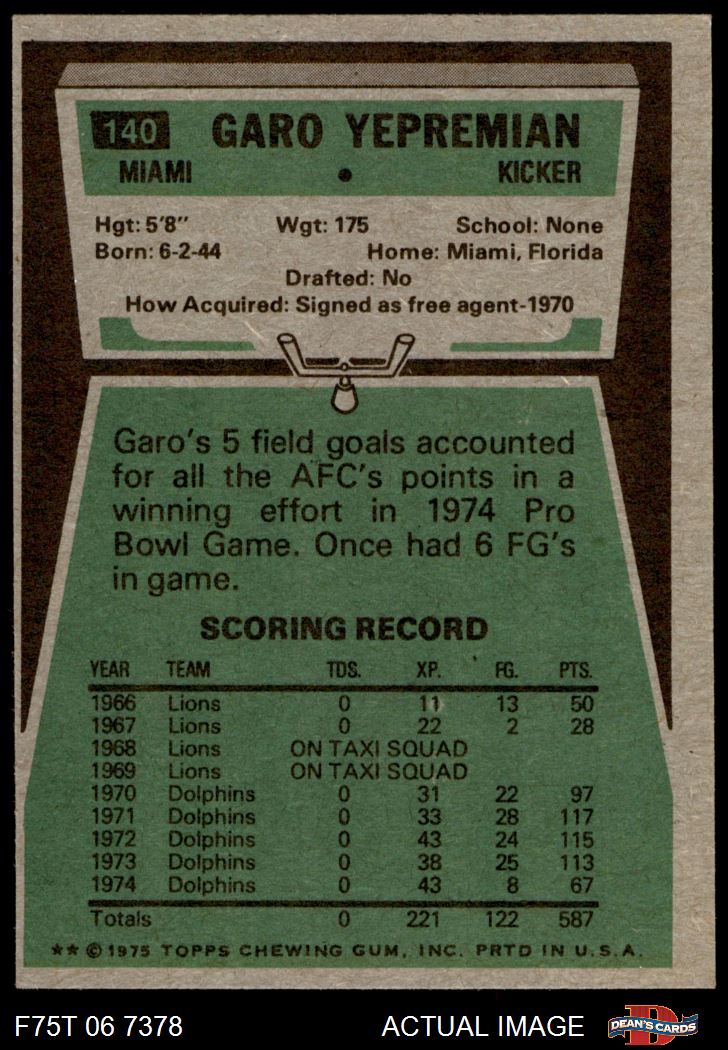 140 GARO YEPREMIAN
MIAMI • KICKER
Hgt: 5'8" Wgt: 175 School: None
Born: 6-2-44 Home: Miami, Florida
Drafted: No
How Acquired: Signed as free agent-1970
Garo's 5 field goals accounted
for all the AFC's points in a
winning effort in 1974 Pro
Bowl Game. Once had 6 FG's
in game.
SCORING RECORD
YEAR TEAM TDS. XP. FG. PTS.
1966 Lions 0 11 13 50
1967 Lions 0 22 2 28
1968 Lions ON TAXI SQUAD
1969 Lions ON TAXI SQUAD
1970 Dolphins 0 31 22 97
1971 Dolphins 0 33 28 117
1972 Dolphins 0 43 24 115
1973 Dolphins 0 38 25 113
1974 Dolphins 0 43 8 67
Totals 0 221 122 587
** © 1975 TOPPS CHEWING GUM, INC. PRTD IN U.S.A.
F75T 06 7378 ACTUAL IMAGE D DEAN'S CARDS